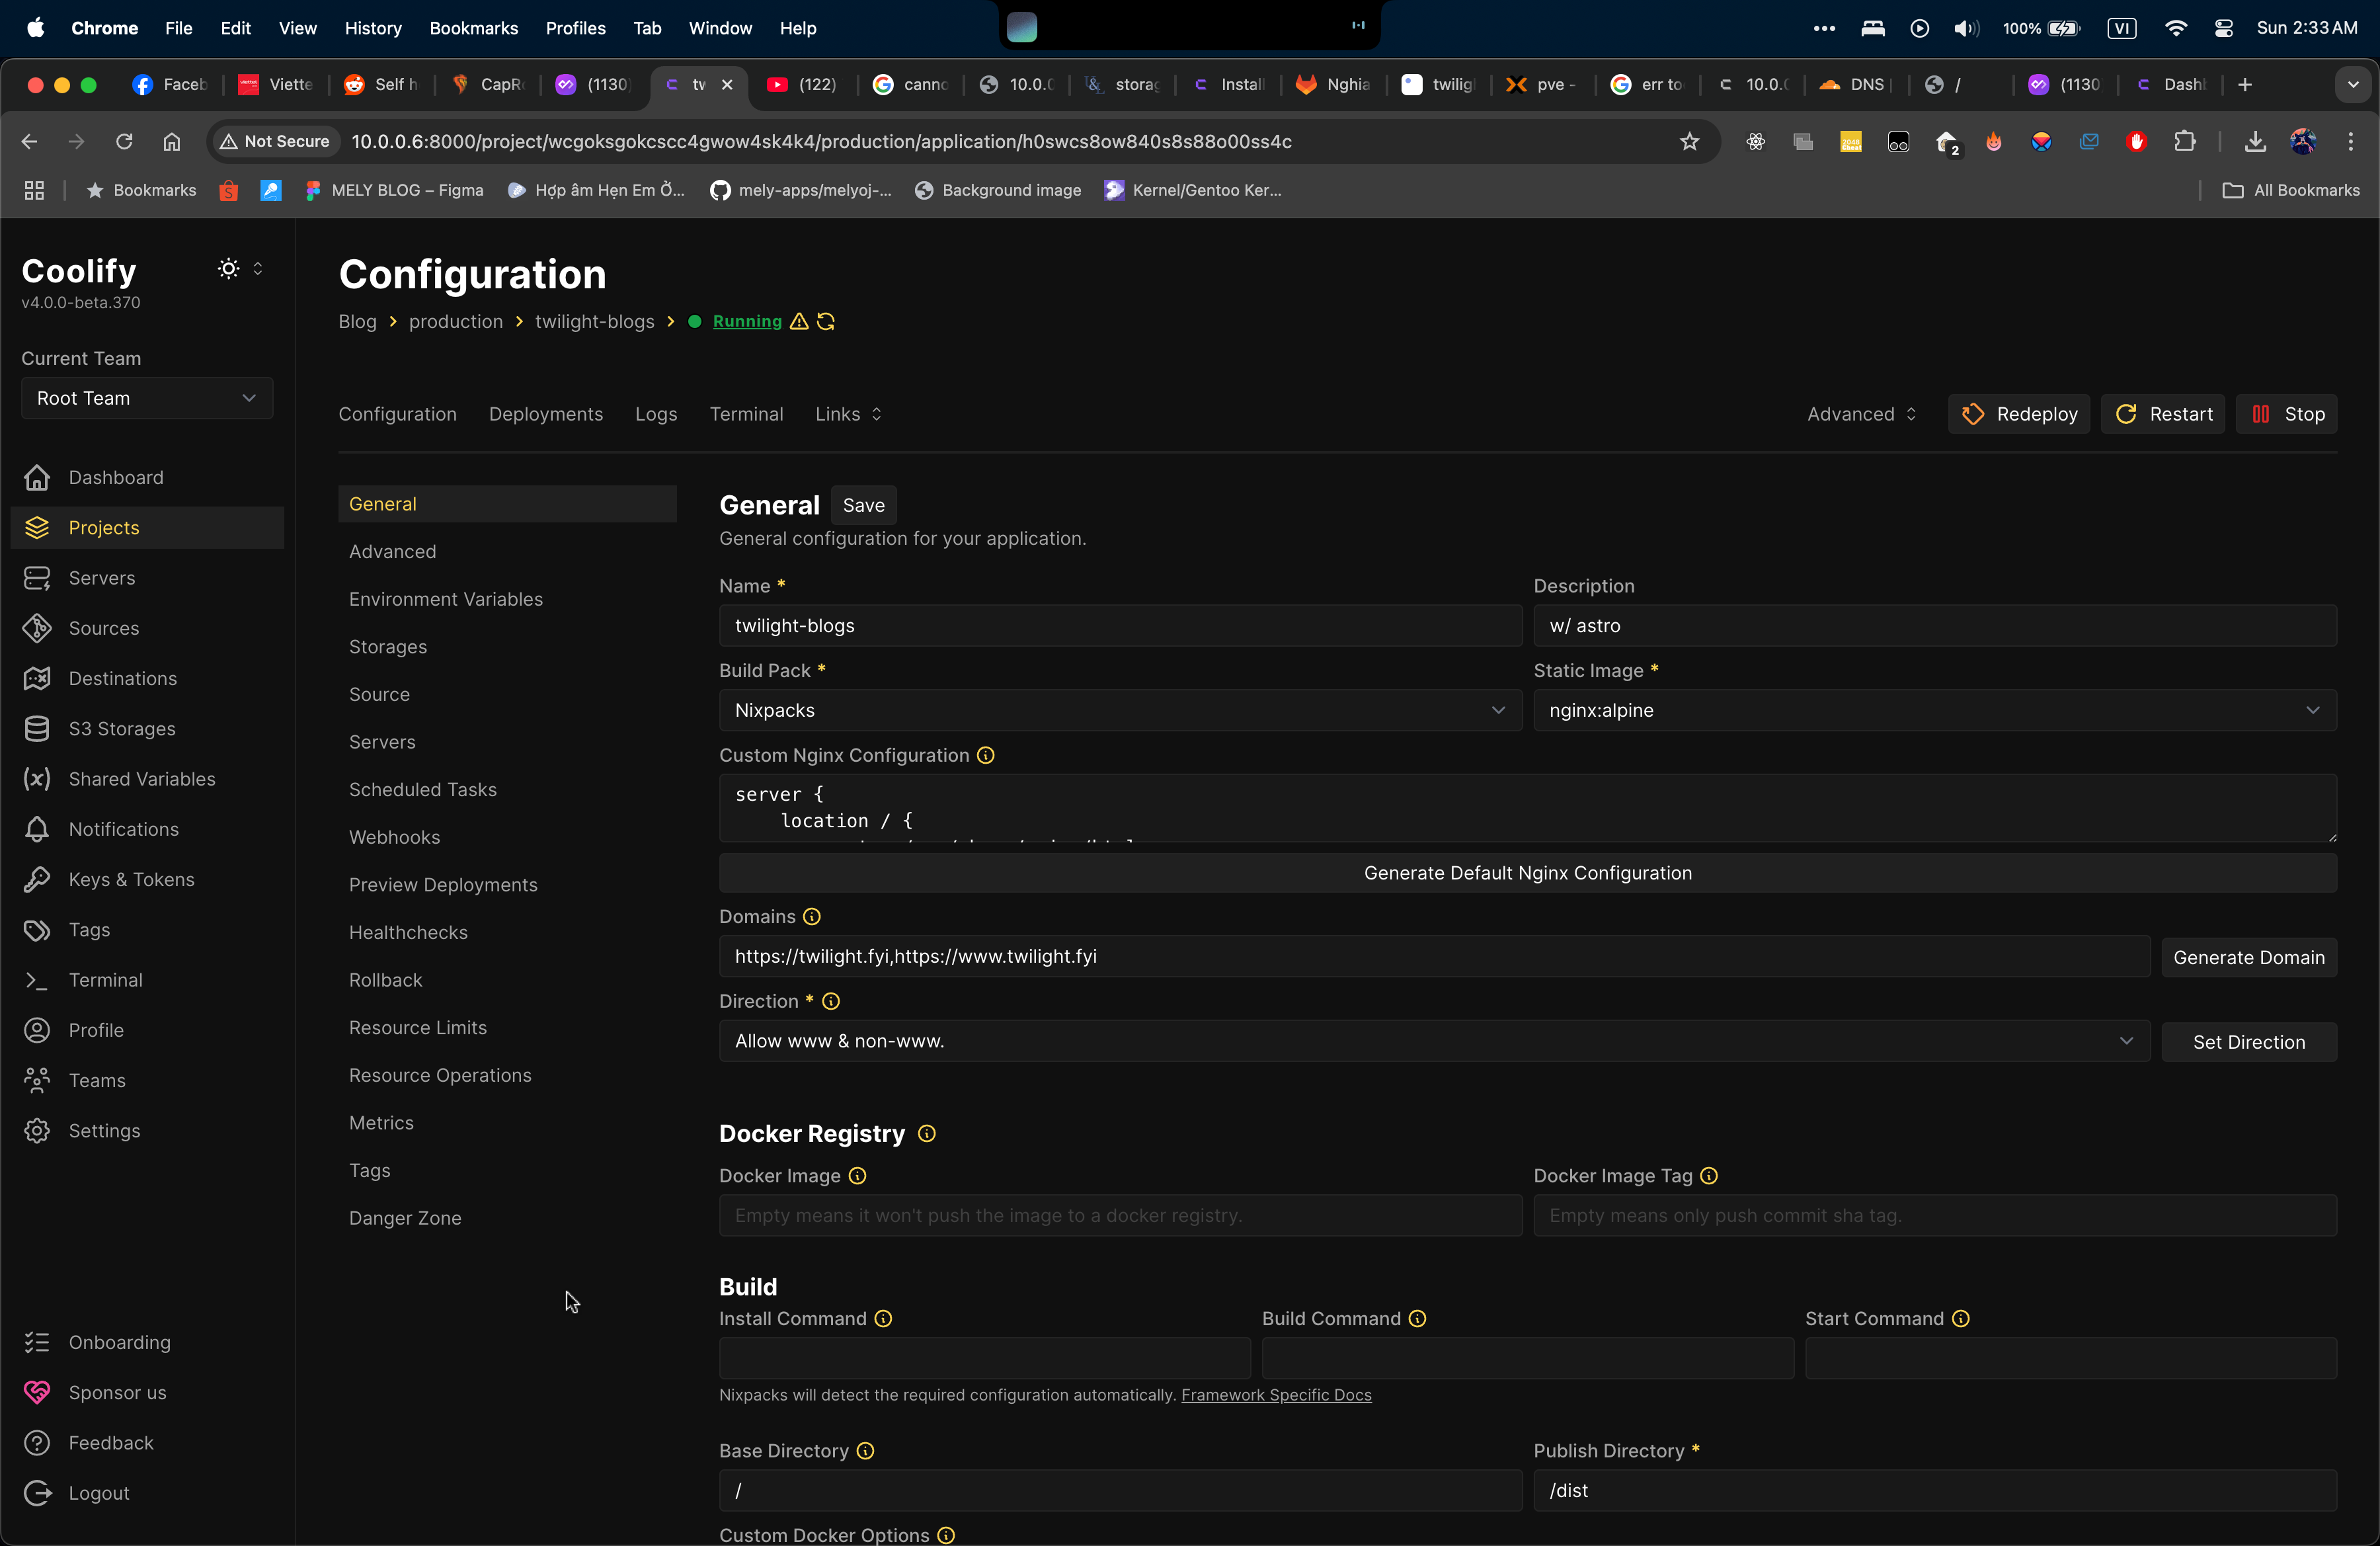 Chrome File Edit View History Bookmarks Profiles Tab Window Help
100% VI Sun 2:33 AM
Faceb Viette Self h CapR (1130) tw (122) canno 10.0.0 storag Install Nghia twilig pve - err to 10.0.0 DNS | / (1130 Dash
Not Secure 10.0.0.6:8000/project/wcgoksgokcscc4gwow4sk4k4/production/application/h0swcs8ow840s8s88o00ss4c
2
Bookmarks MELY BLOG – Figma Hợp âm Hẹn Em Ở... mely-apps/melyoj-... Background image Kernel/Gentoo Ker... All Bookmarks
Coolify
v4.0.0-beta.370
Current Team
Root Team
Dashboard
Projects
Servers
Sources
Destinations
S3 Storages
Shared Variables
Notifications
Keys & Tokens
Tags
Terminal
Profile
Teams
Settings
Onboarding
Sponsor us
Feedback
Logout
Configuration
Blog production twilight-blogs Running
Configuration Deployments Logs Terminal Links
Advanced Redeploy Restart Stop
General
Advanced
Environment Variables
Storages
Source
Servers
Scheduled Tasks
Webhooks
Preview Deployments
Healthchecks
Rollback
Resource Limits
Resource Operations
Metrics
Tags
Danger Zone
General Save
General configuration for your application.
Name * Description
twilight-blogs w/ astro
Build Pack * Static Image *
Nixpacks nginx:alpine
Custom Nginx Configuration
server {
location / {
Generate Default Nginx Configuration
Domains
https://twilight.fyi,https://www.twilight.fyi Generate Domain
Direction *
Allow www & non-www. Set Direction
Docker Registry
Docker Image Docker Image Tag
Empty means it won't push the image to a docker registry. Empty means only push commit sha tag.
Build
Install Command Build Command Start Command
Nixpacks will detect the required configuration automatically. Framework Specific Docs
Base Directory Publish Directory *
/ /dist
Custom Docker Options